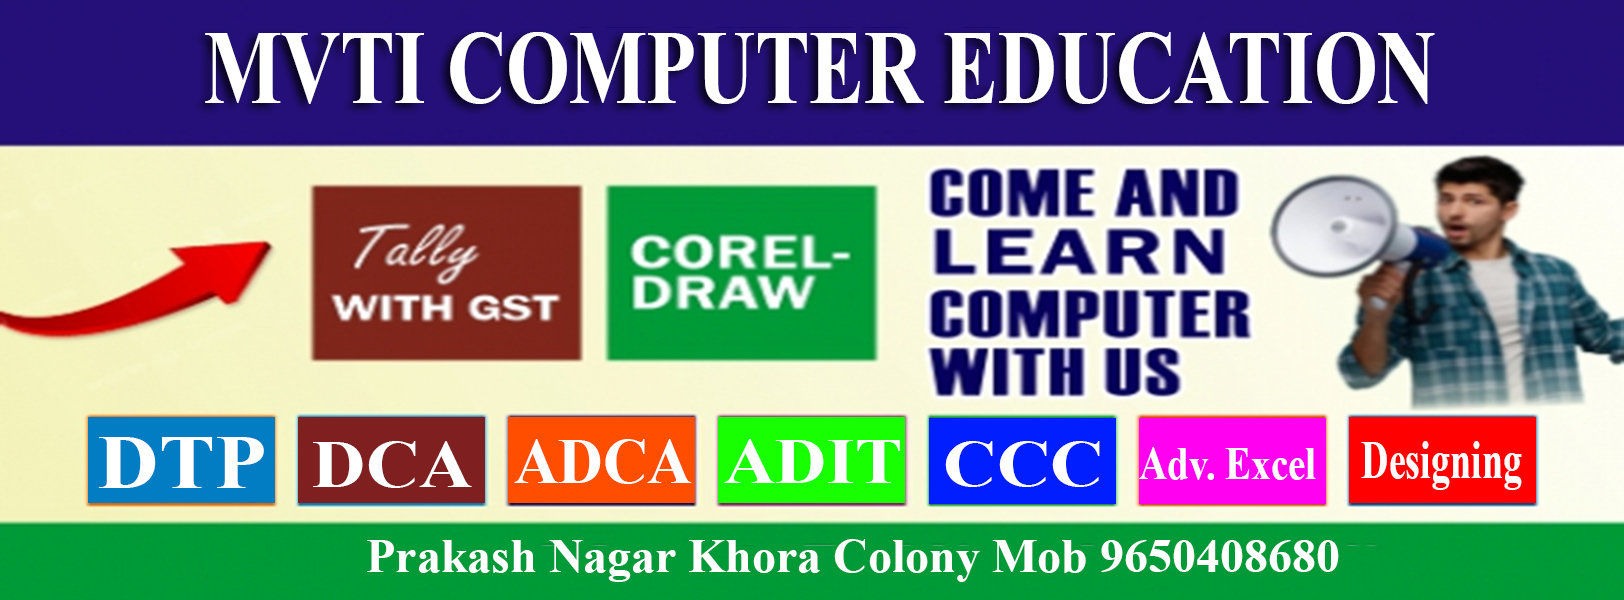 MVTI COMPUTER EDUCATION
Tally
WITH GST
COREL-
DRAW
COME AND
LEARN
COMPUTER
WITH US
DTP
DCA
ADCA
ADIT
CCC
Adv. Excel
Designing
Prakash Nagar Khora Colony Mob 9650408680